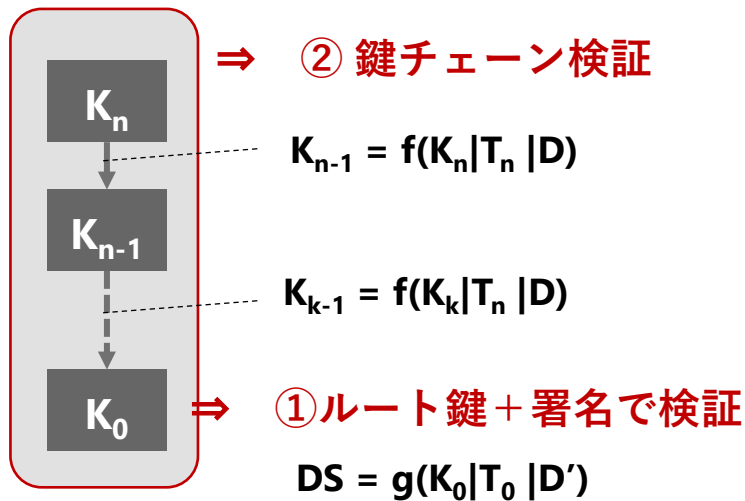 ⇒ ② 鍵チェーン検証
Kn
Kn-1 = f(Kn|Tn |D)
Kn-1
Kk-1 = f(Kk|Tn |D)
K0
⇒ ①ルート鍵＋署名で検証
DS = g(K0|T0 |D’)